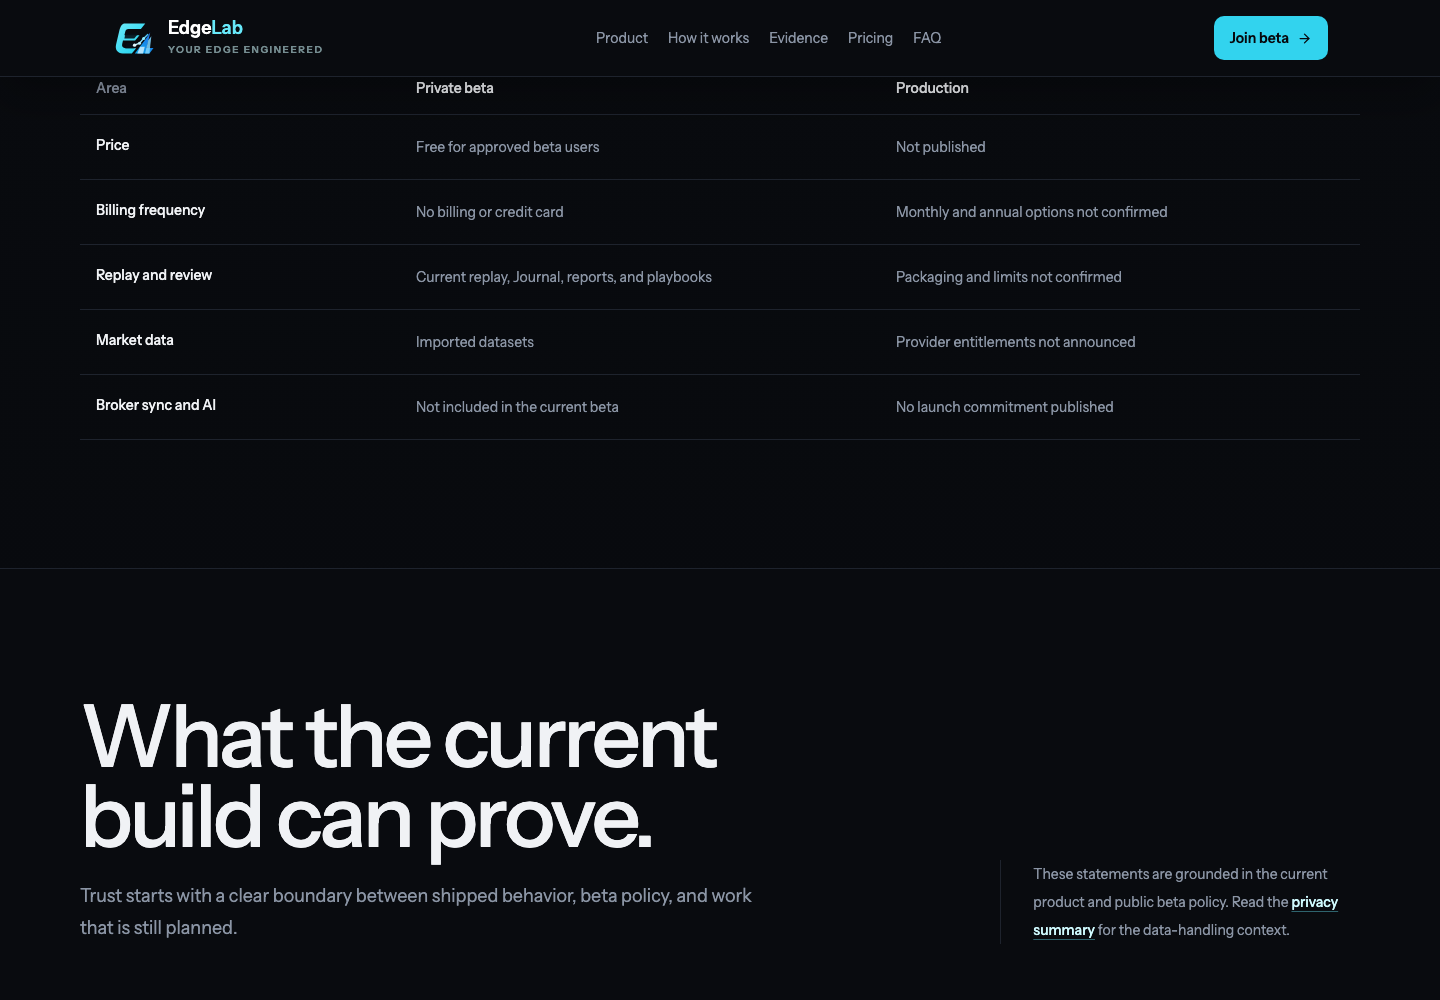 EdgeLab
YOUR EDGE ENGINEERED
Product How it works Evidence Pricing FAQ
Join beta
Area Private beta Production
Price Free for approved beta users Not published
Billing frequency No billing or credit card Monthly and annual options not confirmed
Replay and review Current replay, Journal, reports, and playbooks Packaging and limits not confirmed
Market data Imported datasets Provider entitlements not announced
Broker sync and AI Not included in the current beta No launch commitment published
What the current
build can prove.
Trust starts with a clear boundary between shipped behavior, beta policy, and work
that is still planned.
These statements are grounded in the current
product and public beta policy. Read the privacy
summary for the data-handling context.